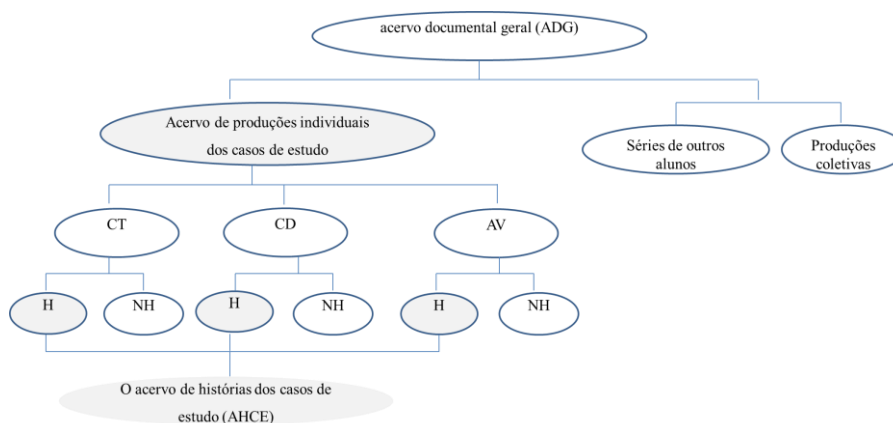 acervo documental geral (ADG)
Acervo de produções individuais
dos casos de estudo
Séries de outros
alunos
Produções
coletivas
CT
CD
AV
H
NH
H
NH
H
NH
O acervo de histórias dos casos de
estudo (AHCE)